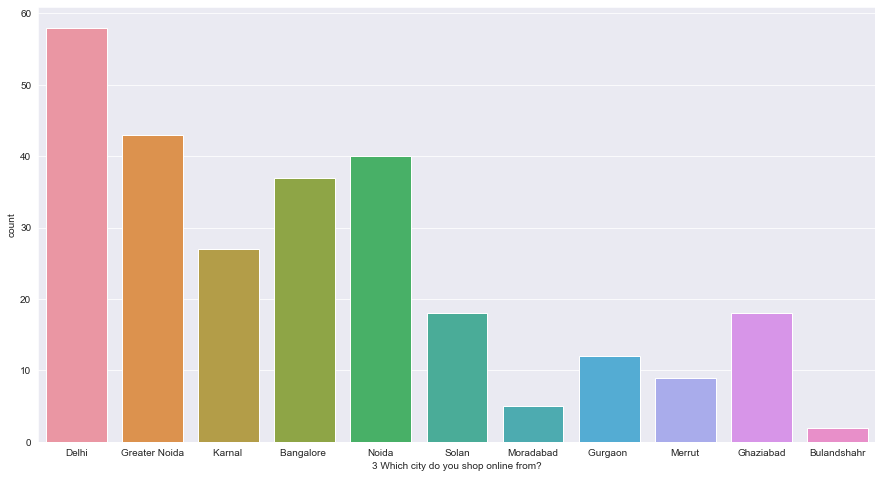 60
50
40
30
20
10
0
count
Delhi Greater Noida Karnal Bangalore Noida Solan Moradabad Gurgaon Merrut Ghaziabad Bulandshahr
3 Which city do you shop online from?